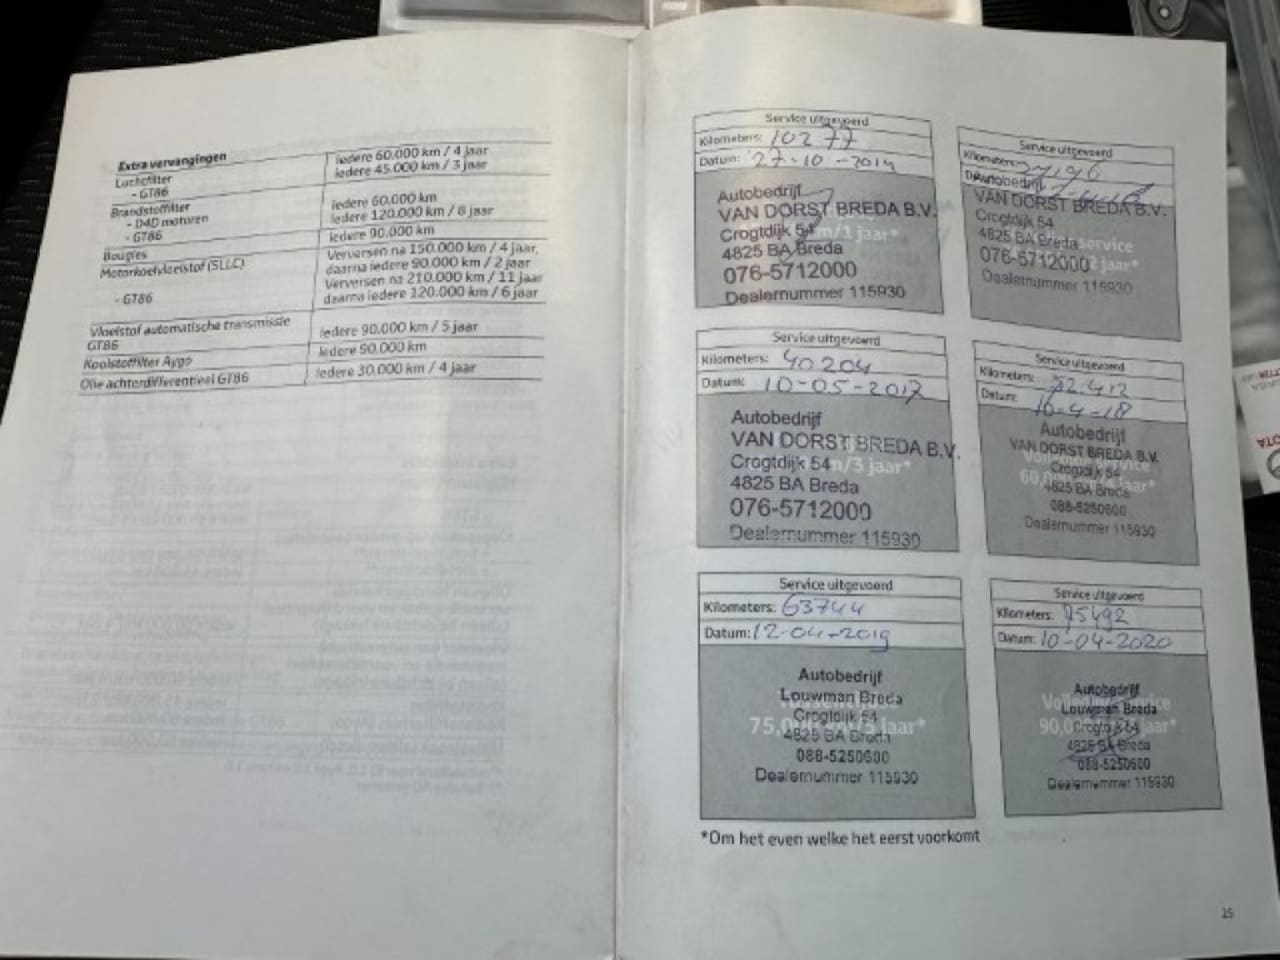 Extra vervangingen
Luchtfilter iedere 60.000 km / 4 jaar
- GT86 iedere 45.000 km / 3 jaar
Brandstoffilter
- D4D motoren iedere 60.000 km
- GT86 iedere 120.000 km / 6 jaar
Bougies iedere 90.000 km
Motorkoelvloeistof (SLLC) Verversen na 150.000 km / 4 jaar,
daarna iedere 90.000 km / 2 jaar
- GT86 Verversen na 210.000 km / 11 jaar
daarna iedere 120.000 km / 6 jaar
Vloeistof automatische transmissie
GT86 iedere 90.000 km / 5 jaar
Koolstoffilter Aygo iedere 90.000 km
Olie achterdifferentieel GT86 iedere 30.000 km / 4 jaar
Service uitgevoerd
Kilometers: 10277
Datum: 27-10-2014
Autobedrijf
VAN DORST BREDA B.V.
Crogtdijk 54
4825 BA Breda
076-5712000
Dealernummer 115930
km/1 jaar*
Service uitgevoerd
Kilometers:
Autobedrijf
VAN DORST BREDA B.V.
Crogtdijk 54
4825 BA Breda
076-5712000
Dealernummer 115930
service
2 jaar*
Service uitgevoerd
Kilometers: 40204
Datum: 10-05-2017
Autobedrijf
VAN DORST BREDA B.V.
Crogtdijk 54
4825 BA Breda
076-5712000
Dealernummer 115930
km/3 jaar*
Service uitgevoerd
Kilometers: 52.412
Datum: 10-4-18
Autobedrijf
VAN DORST BREDA B.V.
Crogtdijk 54
4825 BA Breda
088-5250600
Dealernummer 115930
Service uitgevoerd
Kilometers: 63744
Datum: 12-04-2019
Autobedrijf
Louwman Breda
Crogtdijk 54
4825 BA Breda
088-5250600
Dealernummer 115930
Service uitgevoerd
Kilometers: 75492
Datum: 10-04-2020
Autobedrijf
Louwman Breda
Crogtdijk 54
4825 BA Breda
088-5250600
Dealernummer 115930
*Om het even welke het eerst voorkomt
25